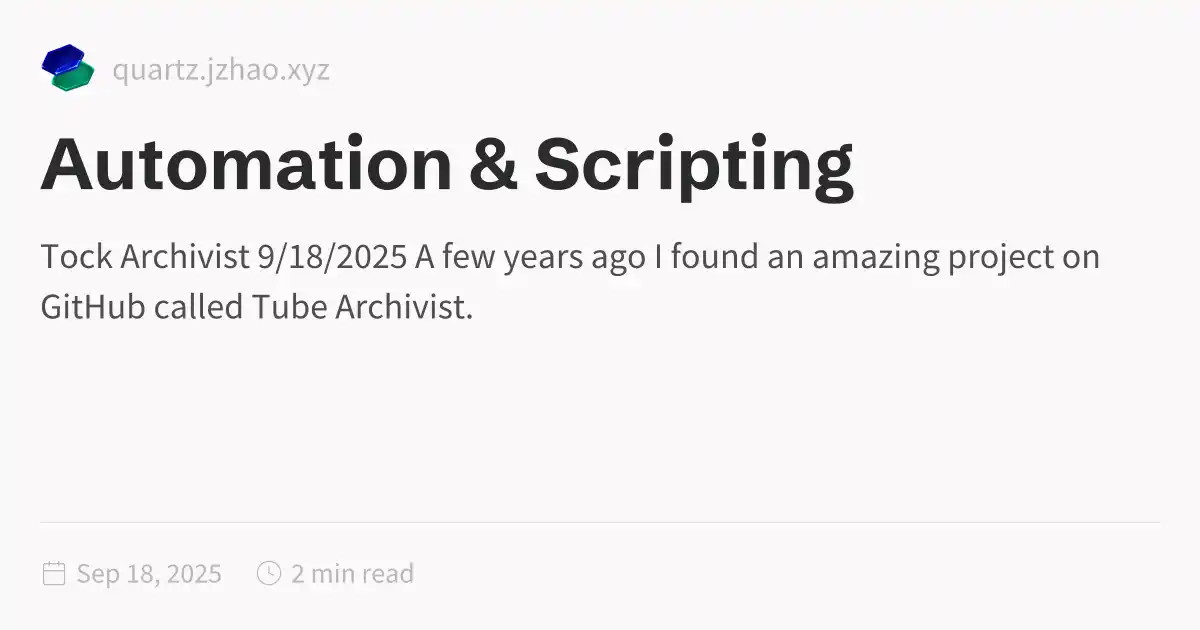 quartz.jzhao.xyz
Automation & Scripting
Tock Archivist 9/18/2025 A few years ago I found an amazing project on
GitHub called Tube Archivist.
Sep 18, 2025 2 min read